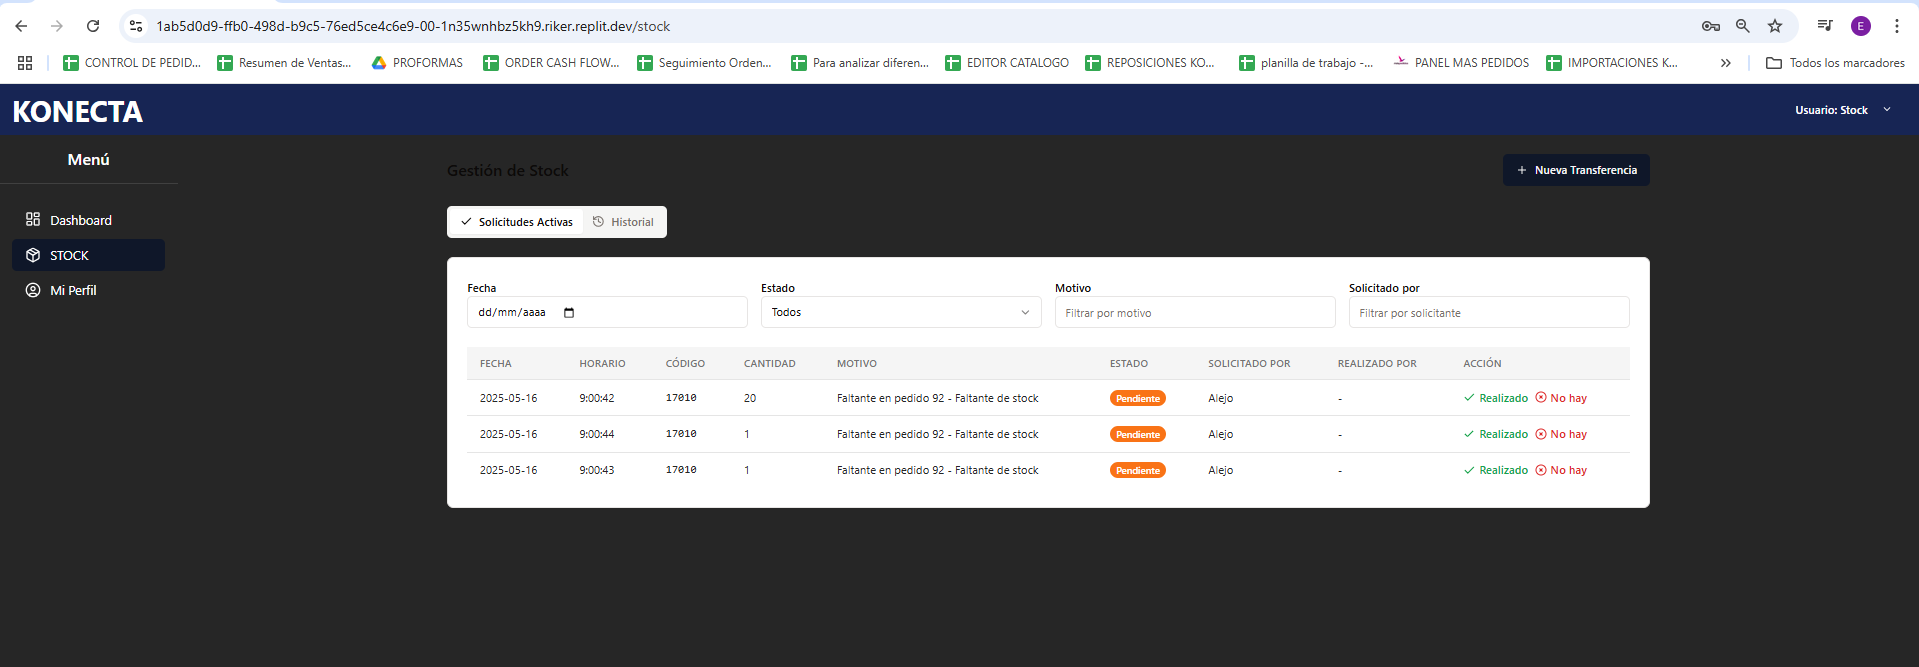 1ab5d0d9-ffb0-498d-b9c5-76ed5ce4c6e9-00-1n35wnhbz5kh9.riker.replit.dev/stock
E
CONTROL DE PEDID...
Resumen de Ventas...
PROFORMAS
ORDER CASH FLOW...
Seguimiento Orden...
Para analizar diferen...
EDITOR CATALOGO
REPOSICIONES KO...
planilla de trabajo -...
PANEL MAS PEDIDOS
IMPORTACIONES K...
Todos los marcadores
KONECTA
Usuario: Stock
Menú
Dashboard
STOCK
Mi Perfil
Gestión de Stock
+ Nueva Transferencia
Solicitudes Activas
Historial
Fecha
Estado
Motivo
Solicitado por
dd/mm/aaaa
Todos
Filtrar por motivo
Filtrar por solicitante
FECHA HORARIO CÓDIGO CANTIDAD MOTIVO ESTADO SOLICITADO POR REALIZADO POR ACCIÓN
2025-05-16 9:00:42 17010 20 Faltante en pedido 92 - Faltante de stock Pendiente Alejo - Realizado No hay
2025-05-16 9:00:44 17010 1 Faltante en pedido 92 - Faltante de stock Pendiente Alejo - Realizado No hay
2025-05-16 9:00:43 17010 1 Faltante en pedido 92 - Faltante de stock Pendiente Alejo - Realizado No hay